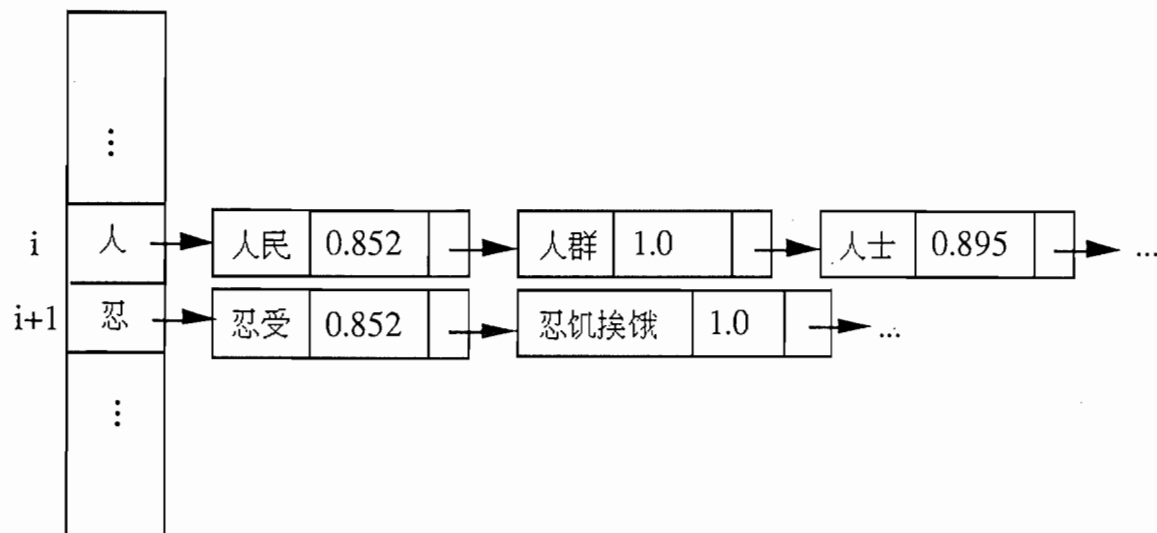 ⋮
i 人 人民 0.852 人群 1.0 人士 0.895 ...
i+1 忍 忍受 0.852 忍饥挨饿 1.0 ...
⋮